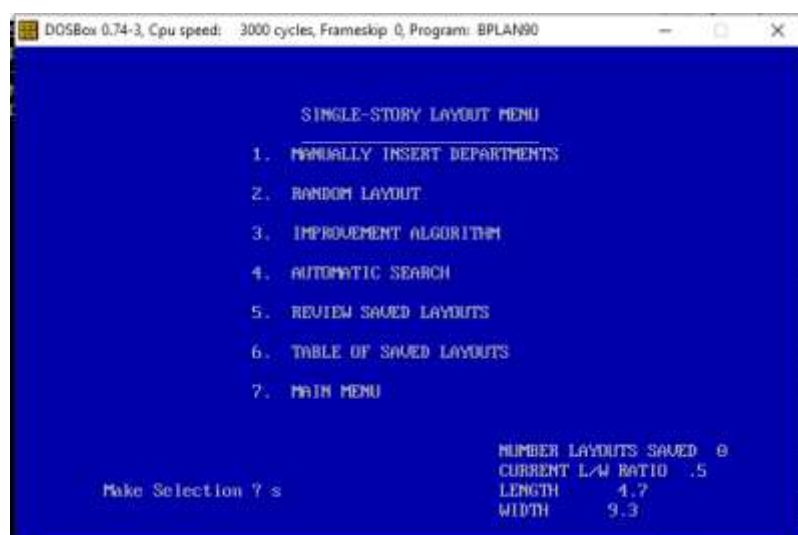 DOSBox 0.74-3, Cpu speed: 3000 cycles, Frameskip 0, Program: BPLAN90
SINGLE-STORY LAYOUT MENU
1. MANUALLY INSERT DEPARTMENTS
2. RANDOM LAYOUT
3. IMPROVEMENT ALGORITHM
4. AUTOMATIC SEARCH
5. REVIEW SAVED LAYOUTS
6. TABLE OF SAVED LAYOUTS
7. MAIN MENU
NUMBER LAYOUTS SAVED 0
CURRENT L/W RATIO .5
Make Selection ? s LENGTH 4.7
WIDTH 9.3